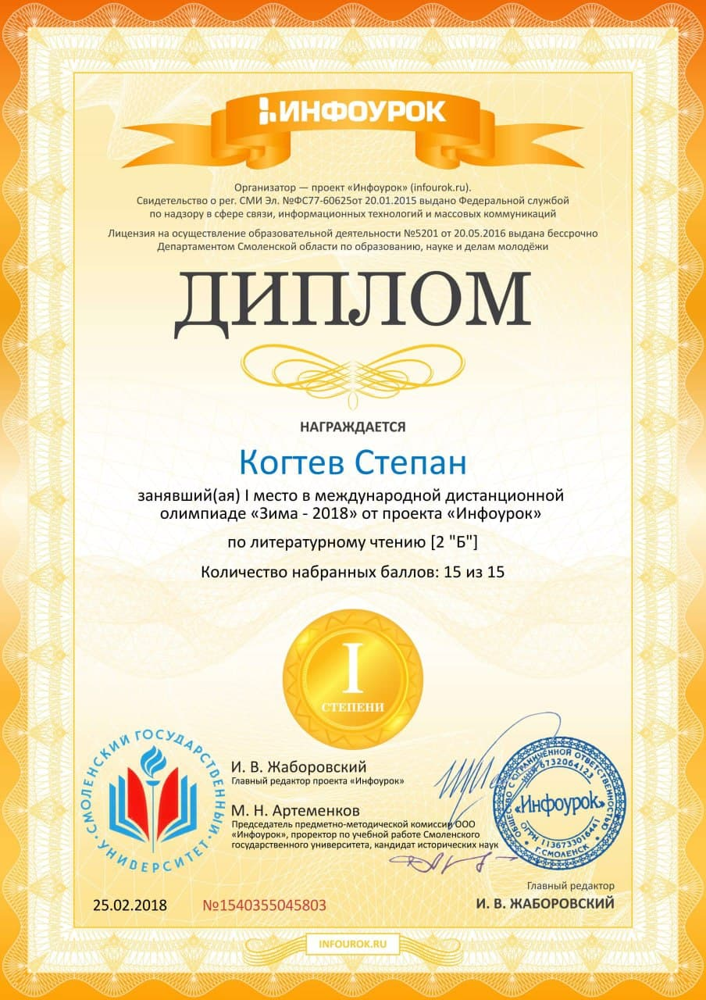 ИНФОУРОК
Организатор — проект «Инфоурок» (infourok.ru).
Свидетельство о рег. СМИ Эл. №ФС77-60625от 20.01.2015 выдано Федеральной службой
по надзору в сфере связи, информационных технологий и массовых коммуникаций
Лицензия на осуществление образовательной деятельности №5201 от 20.05.2016 выдана бессрочно
Департаментом Смоленской области по образованию, науке и делам молодёжи
ДИПЛОМ
НАГРАЖДАЕТСЯ
Когтев Степан
занявший(ая) I место в международной дистанционной
олимпиаде «Зима - 2018» от проекта «Инфоурок»
по литературному чтению [2 "Б"]
Количество набранных баллов: 15 из 15
I
СТЕПЕНИ
СМОЛЕНСКИЙ ГОСУДАРСТВЕННЫЙ
УНИВЕРСИТЕТ
И. В. Жаборовский
Главный редактор проекта «Инфоурок»
М. Н. Артеменков
Председатель предметно-методической комиссии ООО
«Инфоурок», проректор по учебной работе Смоленского
государственного университета, кандидат исторических наук
ОБЩЕСТВО С ОГРАНИЧЕННОЙ ОТВЕТСТВЕННОСТЬЮ
ИНН 6732064123
«Инфоурок»
ОГРН 1136733016441
Г.СМОЛЕНСК
Главный редактор
И. В. ЖАБОРОВСКИЙ
25.02.2018
№1540355045803
INFOUROK.RU